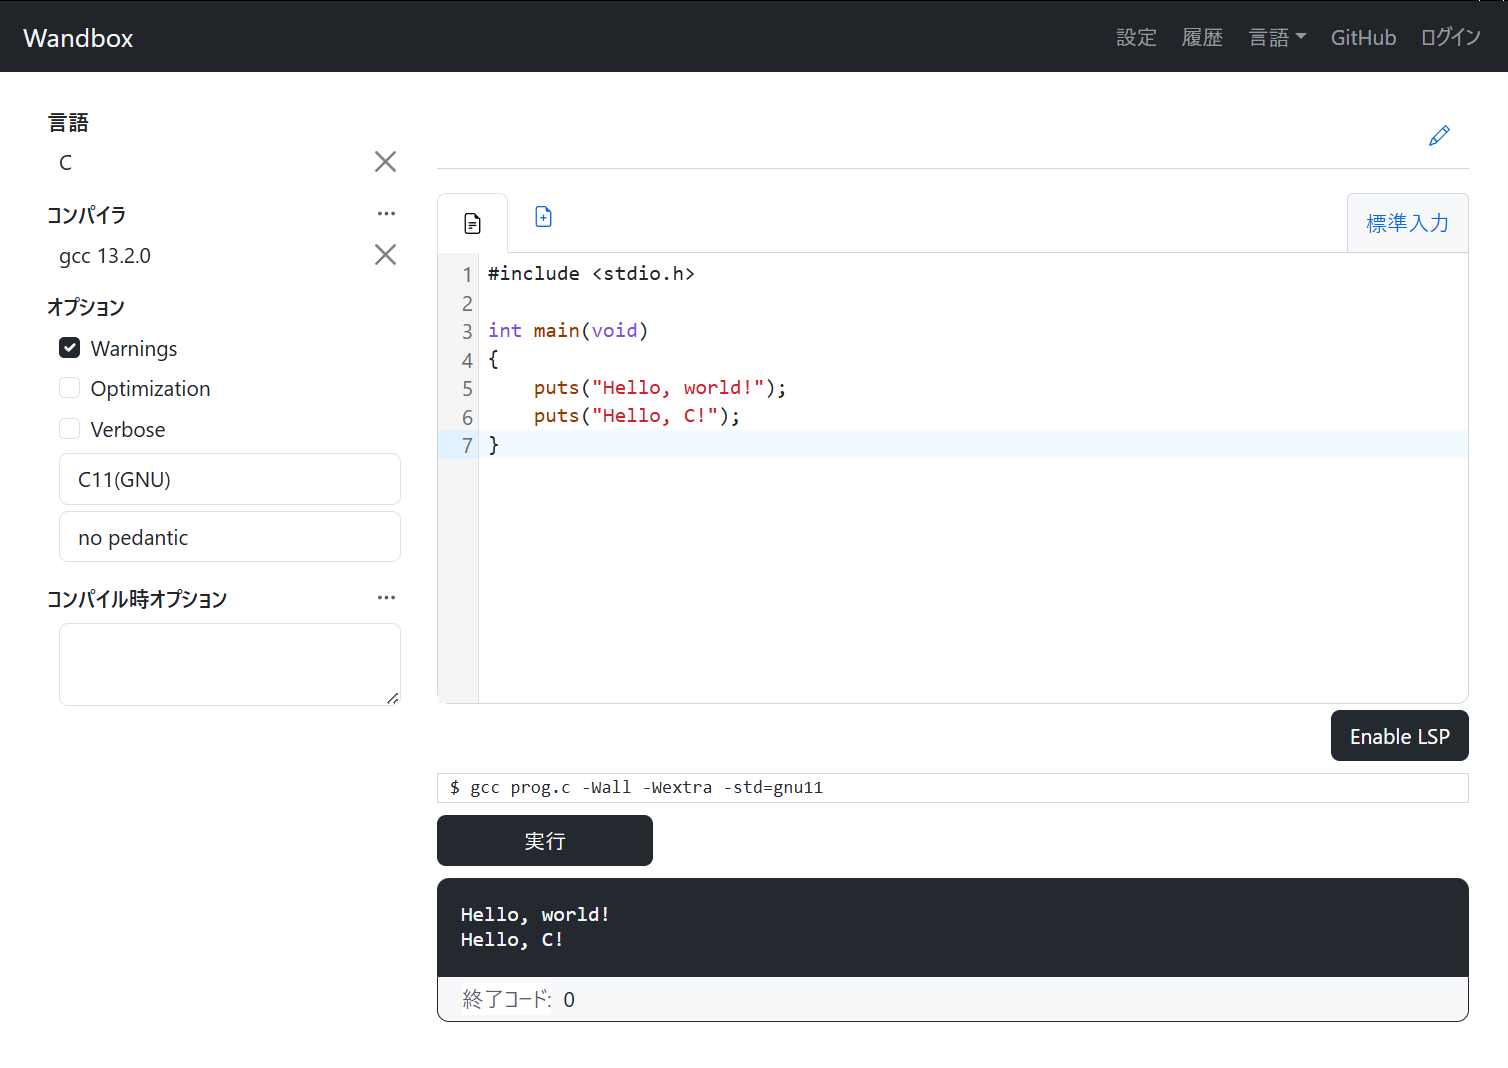 Wandbox
設定 履歴 言語 GitHub ログイン
言語
C
コンパイラ
gcc 13.2.0
オプション
Warnings
Optimization
Verbose
C11(GNU)
no pedantic
コンパイル時オプション
標準入力
1 #include <stdio.h>
2
3 int main(void)
4 {
5     puts("Hello, world!");
6     puts("Hello, C!");
7 }
Enable LSP
$ gcc prog.c -Wall -Wextra -std=gnu11
実行
Hello, world!
Hello, C!
終了コード: 0